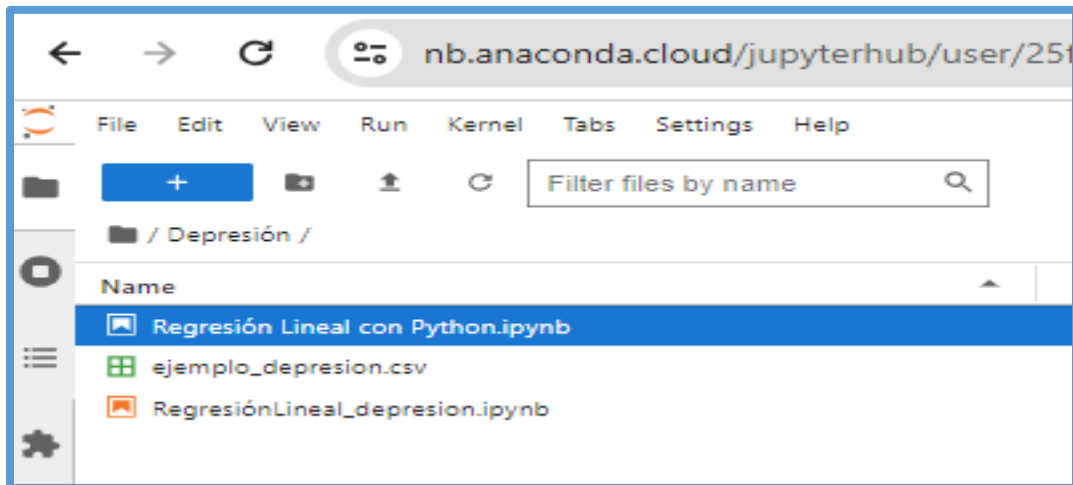 nb.anaconda.cloud/jupyterhub/user/25
File Edit View Run Kernel Tabs Settings Help
+ Filter files by name
/ Depresión /
Name
Regresión Lineal con Python.ipynb
ejemplo_depresion.csv
RegresiónLineal_depresion.ipynb